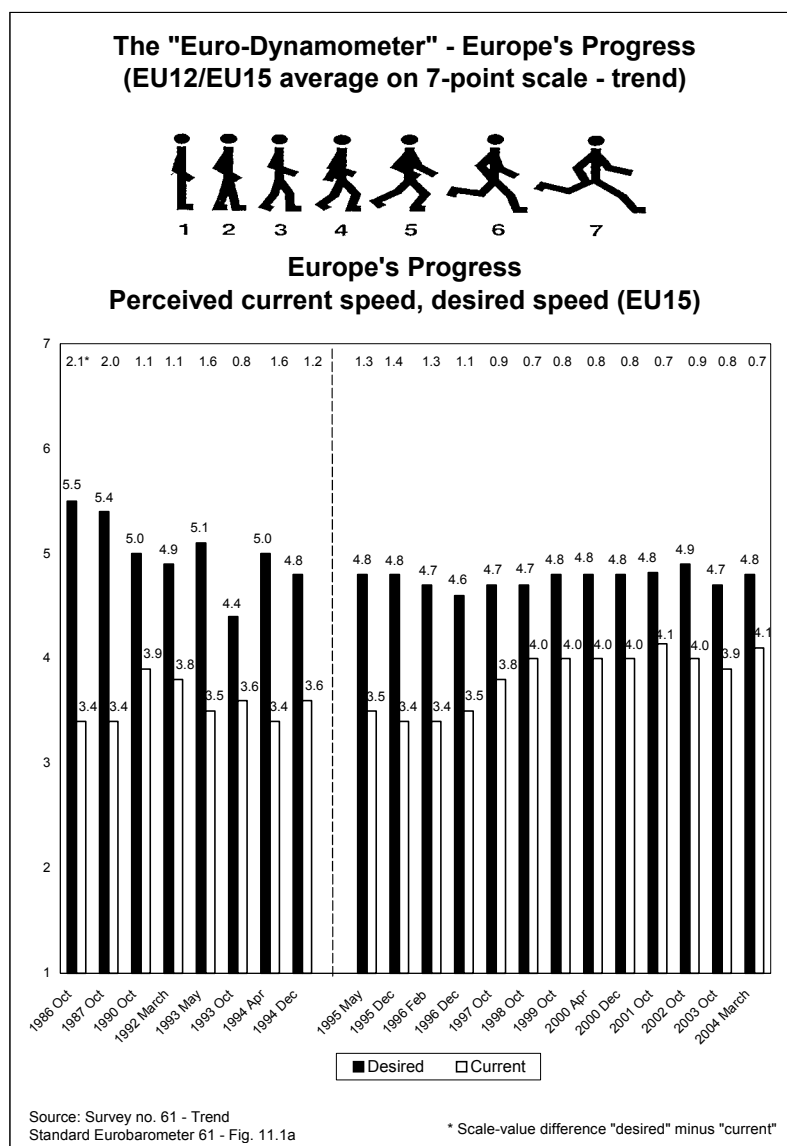 The "Euro-Dynamometer" - Europe's Progress
(EU12/EU15 average on 7-point scale - trend)
1 2 3 4 5 6 7
Europe's Progress
Perceived current speed, desired speed (EU15)
7
2.1* 2.0 1.1 1.1 1.6 0.8 1.6 1.2 1.3 1.4 1.3 1.1 0.9 0.7 0.8 0.8 0.8 0.7 0.9 0.8 0.7
6
5.5 5.4 5.0 4.9 5.1 4.4 5.0 4.8 4.8 4.8 4.7 4.6 4.7 4.7 4.8 4.8 4.8 4.8 4.9 4.7 4.8
5
3.4 3.4 3.9 3.8 3.5 3.6 3.4 3.6 3.5 3.4 3.4 3.5 3.8 4.0 4.0 4.0 4.0 4.1 4.0 3.9 4.1
4
3
2
1
1986 Oct 1987 Oct 1990 Oct 1992 March 1993 May 1993 Oct 1994 Apr 1994 Dec 1995 May 1995 Dec 1996 Feb 1996 Dec 1997 Oct 1998 Oct 1999 Oct 2000 Apr 2000 Dec 2001 Oct 2002 Oct 2003 Oct 2004 March
Desired Current
Source: Survey no. 61 - Trend
Standard Eurobarometer 61 - Fig. 11.1a
* Scale-value difference "desired" minus "current"